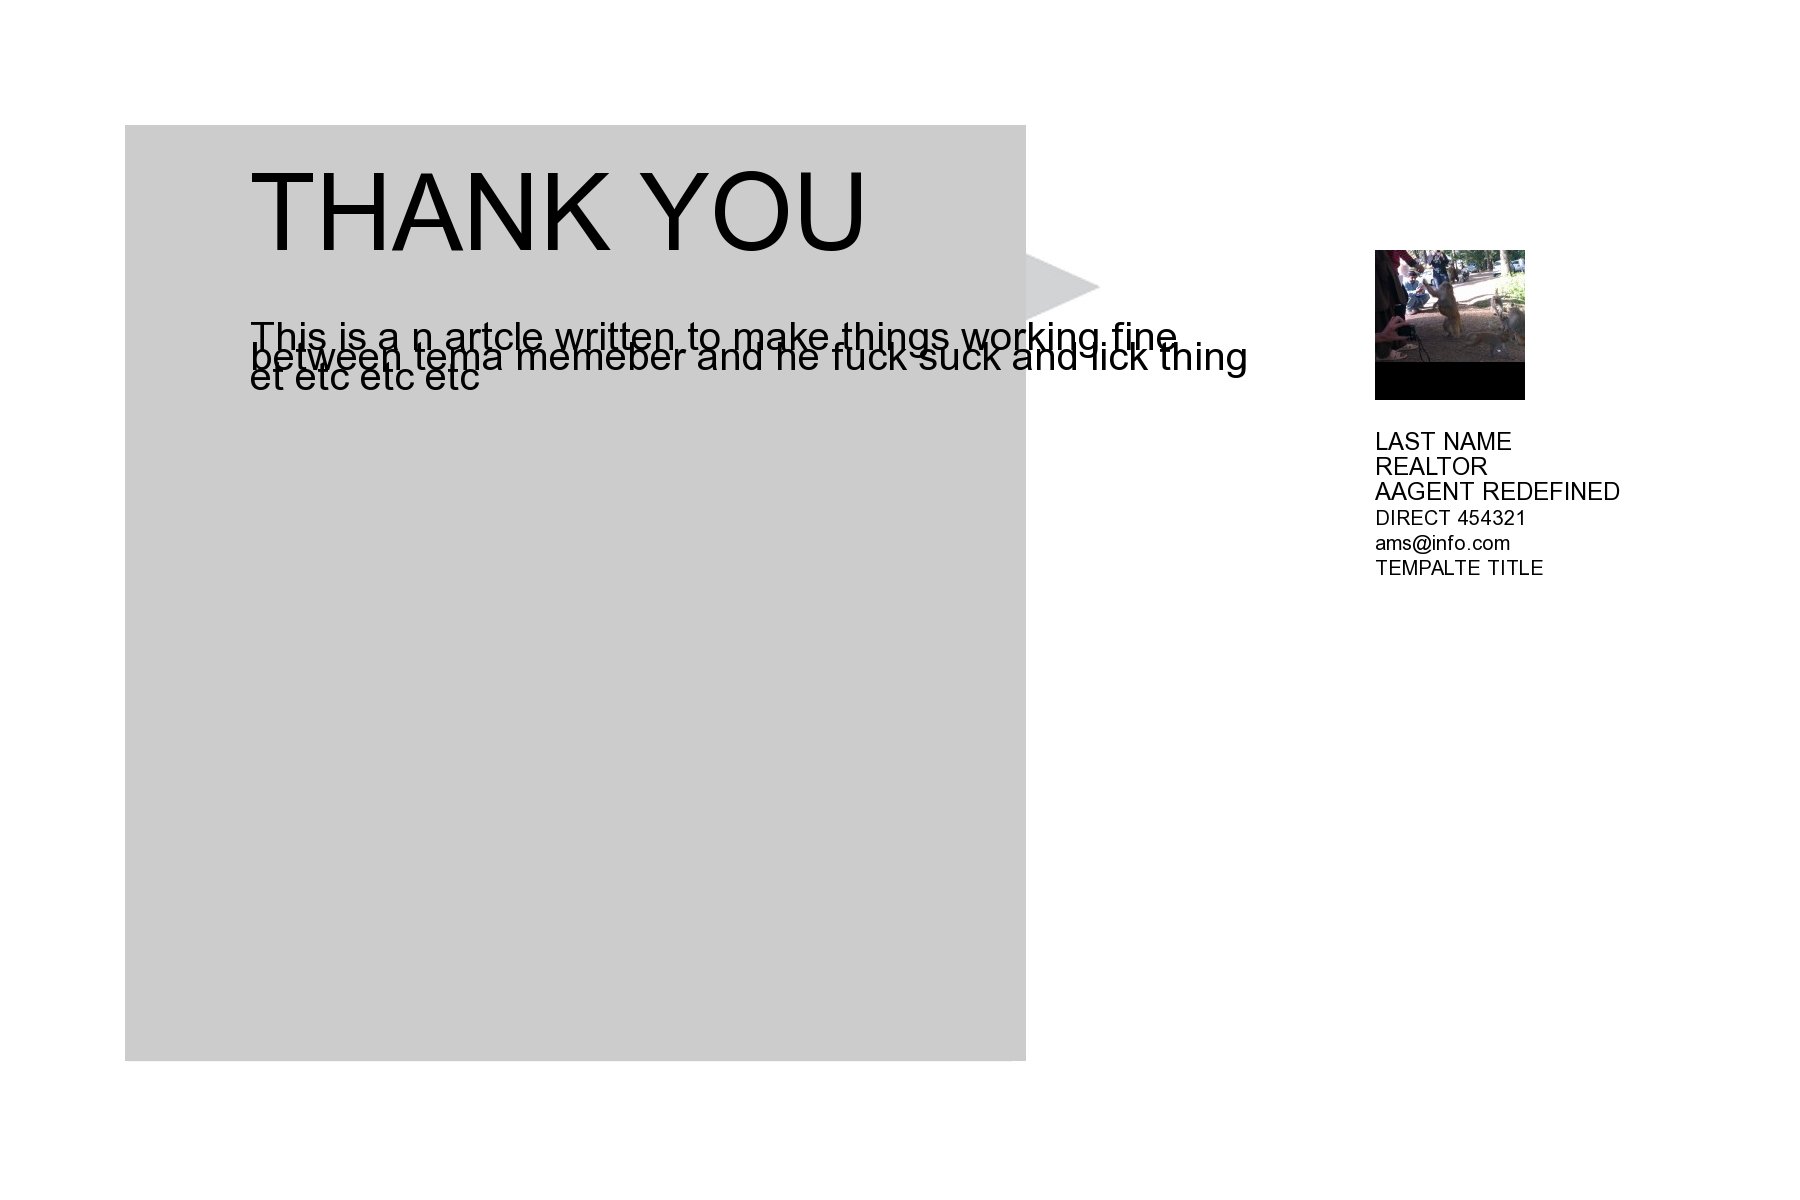 THANK YOU
This is a n artcle written to make things working fine
between tema memeber and he fuck suck and lick thing
et etc etc etc
LAST NAME
REALTOR
AAGENT REDEFINED
DIRECT 454321
ams@info.com
TEMPALTE TITLE